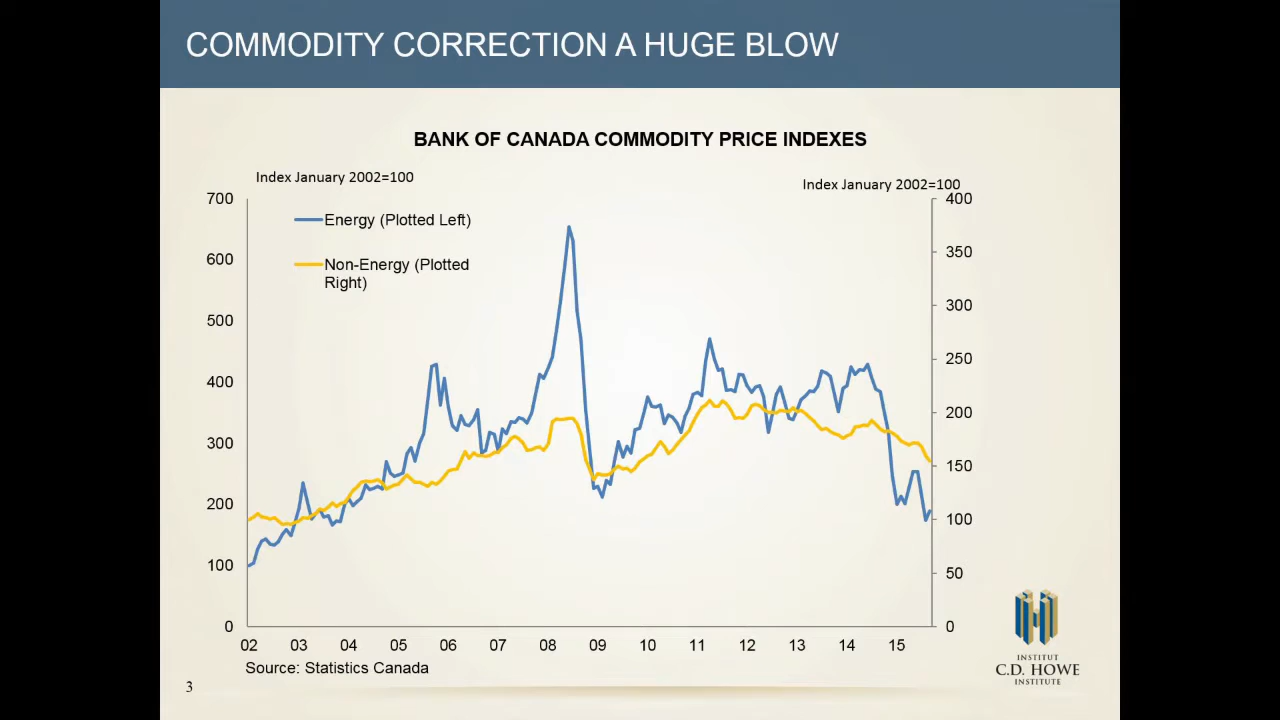 COMMODITY CORRECTION A HUGE BLOW
BANK OF CANADA COMMODITY PRICE INDEXES
Index January 2002=100
Index January 2002=100
700
600
500
400
300
200
100
0
Energy (Plotted Left)
Non-Energy (Plotted
Right)
400
350
300
250
200
150
100
50
0
02 03 04 05 06 07 08 09 10 11 12 13 14 15
Source: Statistics Canada
3
INSTITUT
C.D. HOWE
INSTITUTE